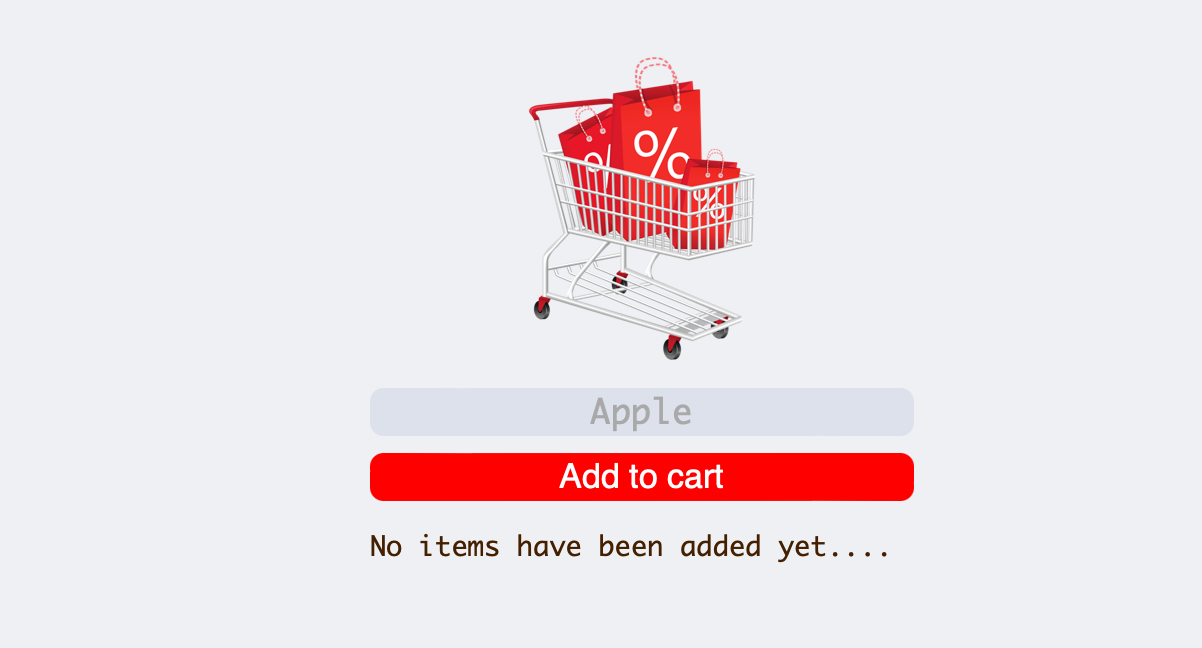 %
%
%
Apple
Add to cart
No items have been added yet....